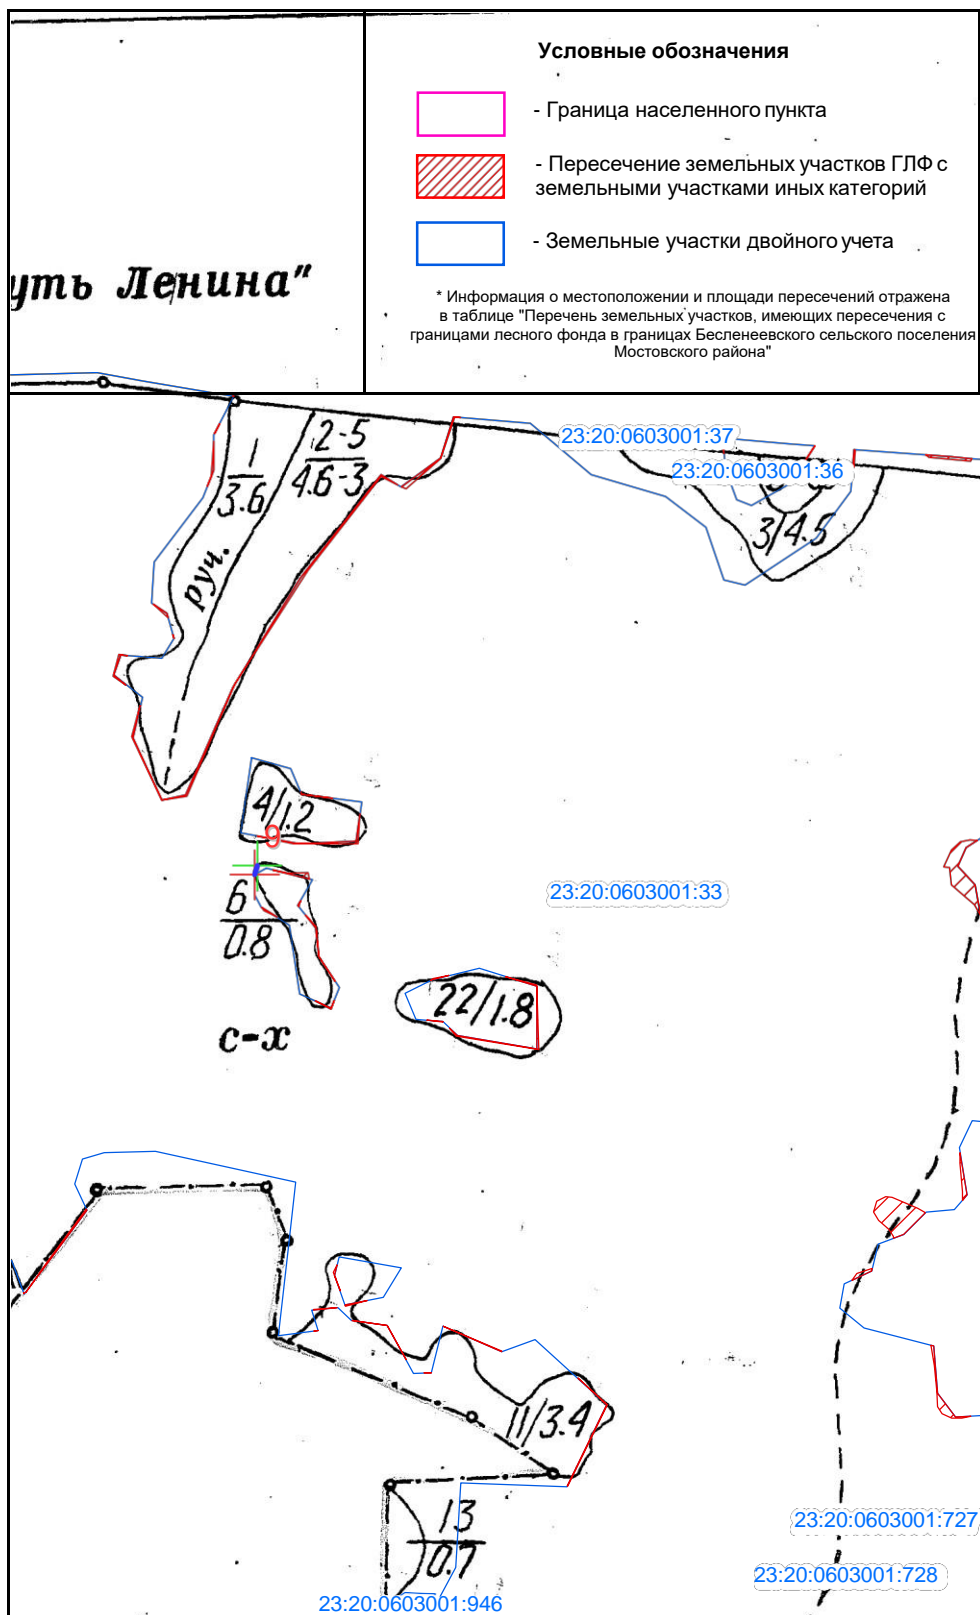 Условные обозначения
- Граница населенного пункта
- Пересечение земельных участков ГЛФ с
земельными участками иных категорий
- Земельные участки двойного учета
* Информация о местоположении и площади пересечений отражена
в таблице "Перечень земельных участков, имеющих пересечения с
границами лесного фонда в границах Бесленеевского сельского поселения
Мостовского района"
уть Ленина"
1
3.6
2-5
4.6-3
руч.
23:20:0603001:37
23:20:0603001:36
3/4.5
4/1.2
9
6
0.8
23:20:0603001:33
22/1.8
с-х
11/3.4
13
0.7
23:20:0603001:727
23:20:0603001:728
23:20:0603001:946